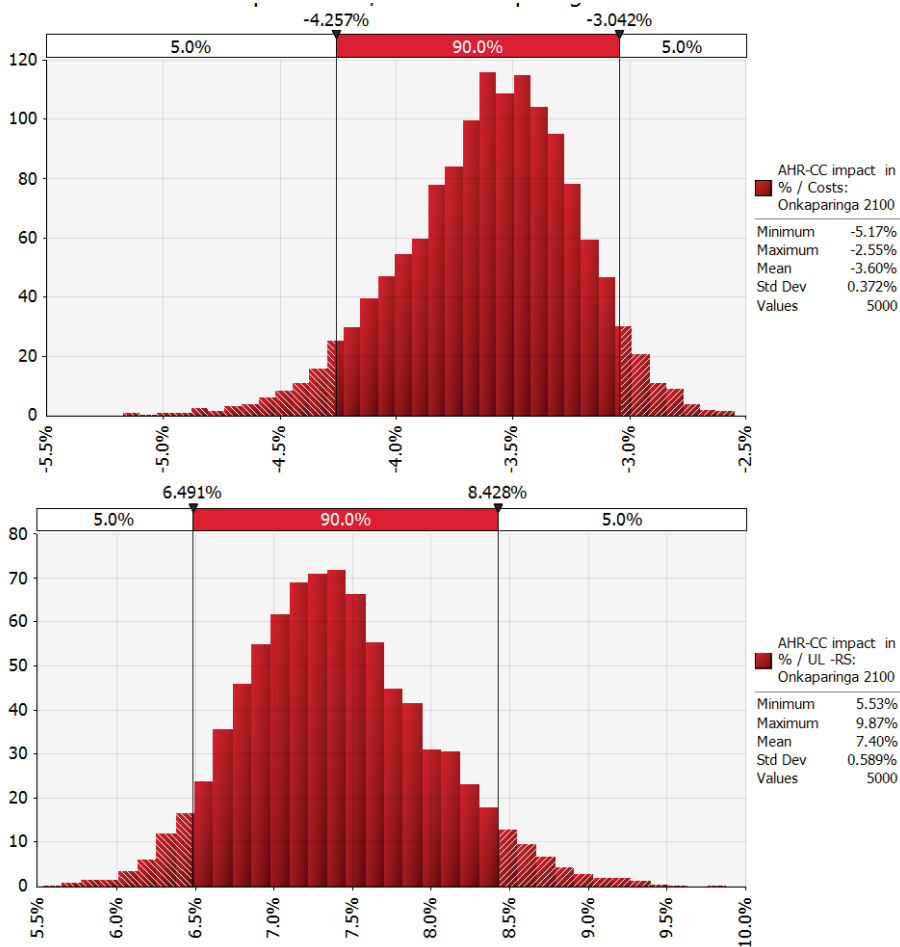 -4.257% -3.042%
5.0% 90.0% 5.0%
120
100
80
60
40
20
0
-5.5% -5.0% -4.5% -4.0% -3.5% -3.0% -2.5%
AHR-CC impact in
% / Costs:
Onkaparinga 2100
Minimum -5.17%
Maximum -2.55%
Mean -3.60%
Std Dev 0.372%
Values 5000
6.491% 8.428%
5.0% 90.0% 5.0%
80
70
60
50
40
30
20
10
0
5.5% 6.0% 6.5% 7.0% 7.5% 8.0% 8.5% 9.0% 9.5% 10.0%
AHR-CC impact in
% / UL -RS:
Onkaparinga 2100
Minimum 5.53%
Maximum 9.87%
Mean 7.40%
Std Dev 0.589%
Values 5000